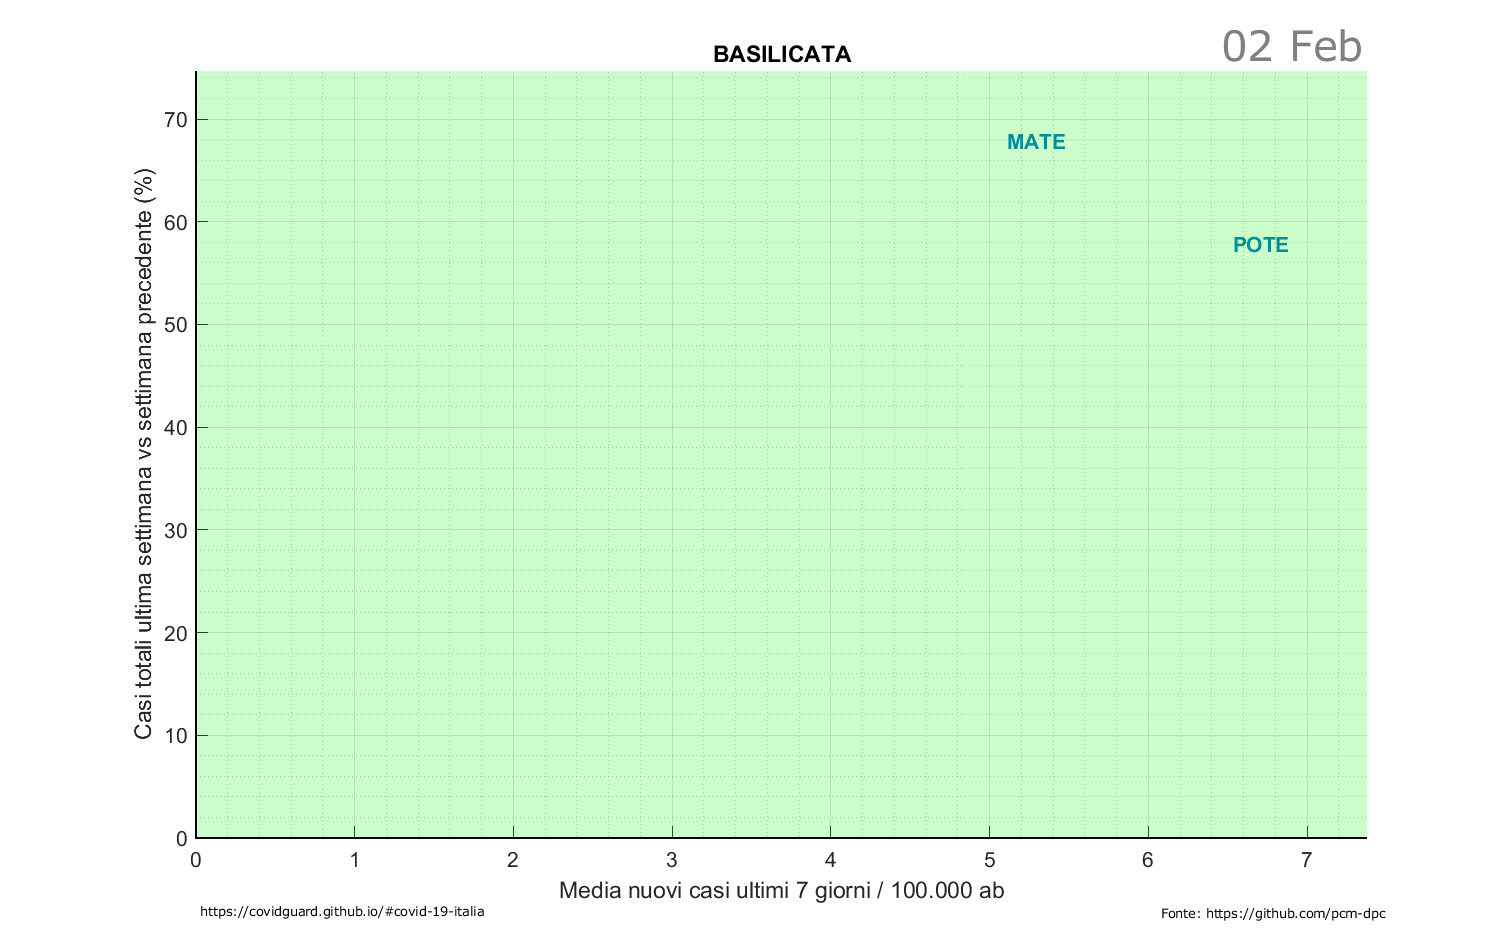 02 Feb
BASILICATA
Casi totali ultima settimana vs settimana precedente (%)
70
60
50
40
30
20
10
0
MATE
POTE
0 1 2 3 4 5 6 7
Media nuovi casi ultimi 7 giorni / 100.000 ab
https://covidguard.github.io/#covid-19-italia
Fonte: https://github.com/pcm-dpc